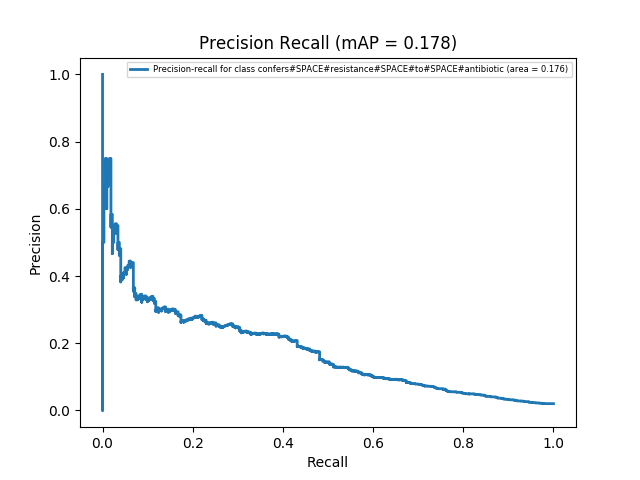 Precision Recall (mAP = 0.178)
Precision-recall for class confers#SPACE#resistance#SPACE#to#SPACE#antibiotic (area = 0.176)
1.0
0.8
0.6
0.4
0.2
0.0
Precision
0.0 0.2 0.4 0.6 0.8 1.0
Recall